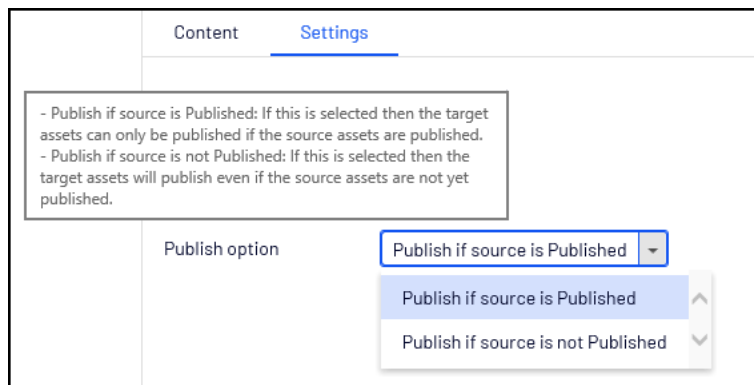 Content Settings
- Publish if source is Published: If this is selected then the target
assets can only be published if the source assets are published.
- Publish if source is not Published: If this is selected then the
target assets will publish even if the source assets are not yet
published.
Publish option Publish if source is Published
Publish if source is Published
Publish if source is not Published